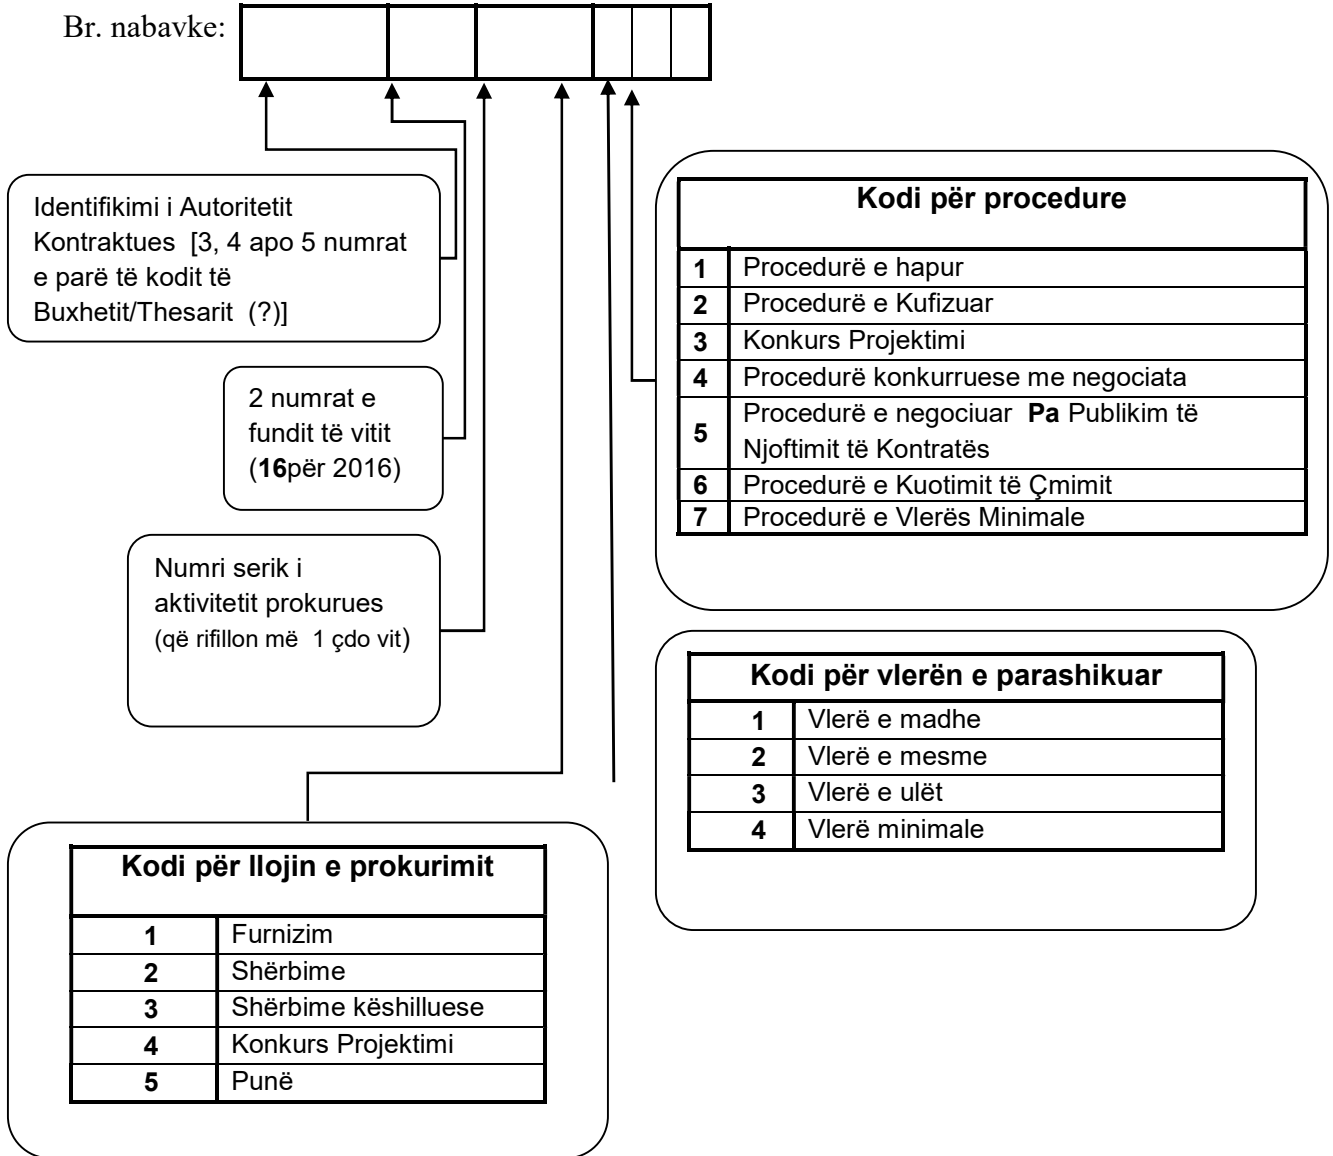 Br. nabavke:
Identifikimi i Autoritetit
Kontraktues [3, 4 apo 5 numrat
e parë të kodit të
Buxhetit/Thesarit (?)]
2 numrat e
fundit të vitit
(16për 2016)
Numri serik i
aktivitetit prokurues
(që rifillon më 1 çdo vit)
Kodi për procedure
1 Procedurë e hapur
2 Procedurë e Kufizuar
3 Konkurs Projektimi
4 Procedurë konkurruese me negociata
5 Procedurë e negociuar Pa Publikim të
Njoftimit të Kontratës
6 Procedurë e Kuotimit të Çmimit
7 Procedurë e Vlerës Minimale
Kodi për vlerën e parashikuar
1 Vlerë e madhe
2 Vlerë e mesme
3 Vlerë e ulët
4 Vlerë minimale
Kodi për llojin e prokurimit
1 Furnizim
2 Shërbime
3 Shërbime këshilluese
4 Konkurs Projektimi
5 Punë